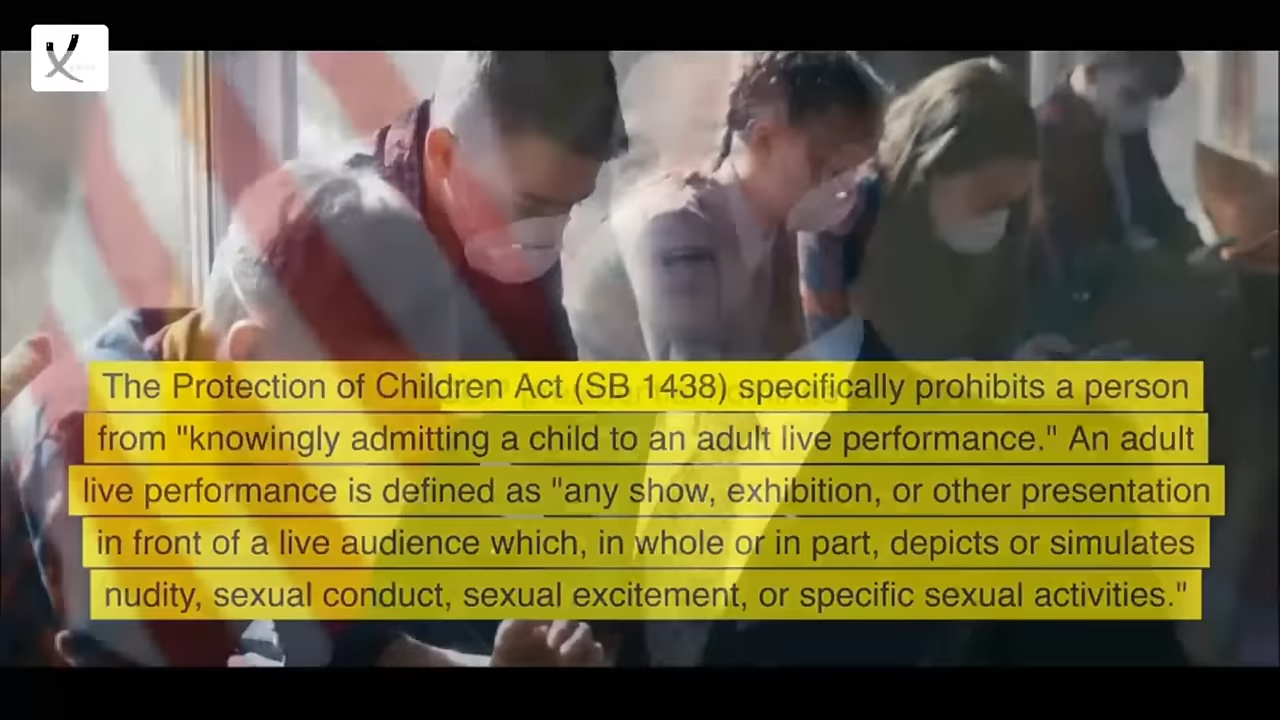 The Protection of Children Act (SB 1438) specifically prohibits a person
from "knowingly admitting a child to an adult live performance." An adult
live performance is defined as "any show, exhibition, or other presentation
in front of a live audience which, in whole or in part, depicts or simulates
nudity, sexual conduct, sexual excitement, or specific sexual activities."